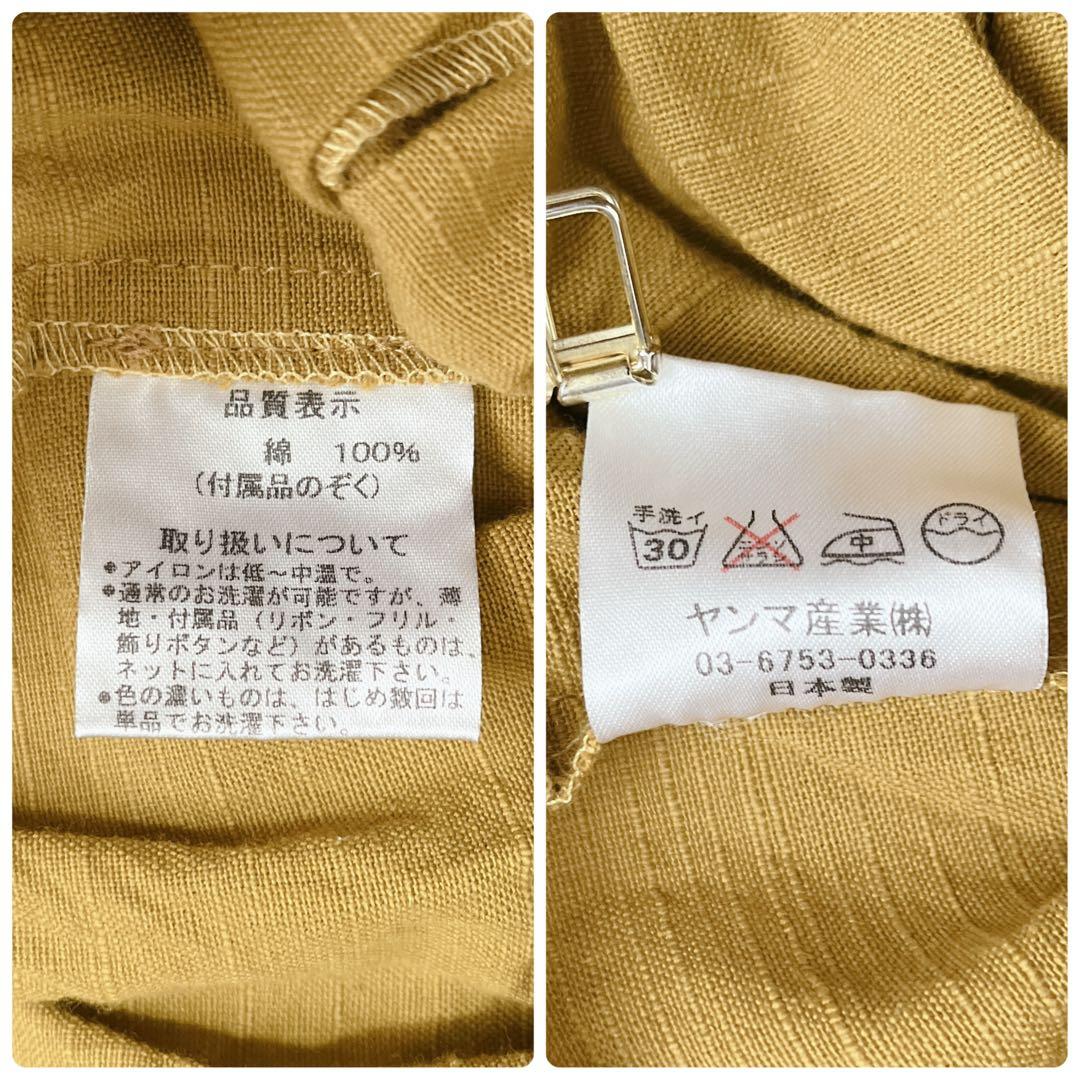 品質表示
綿 100%
(付属品のぞく)
取り扱いについて
●アイロンは低~中温で。
●通常のお洗濯が可能ですが、薄
地・付属品（リボン・フリル・
飾りボタンなど）があるものは、
ネットに入れてお洗濯下さい。
●色の濃いものは、はじめ数回は
単品でお洗濯下さい。
手洗イ
30
エンソサラシ
中
ドライ
ヤンマ産業㈱
03-6753-0336
日本製